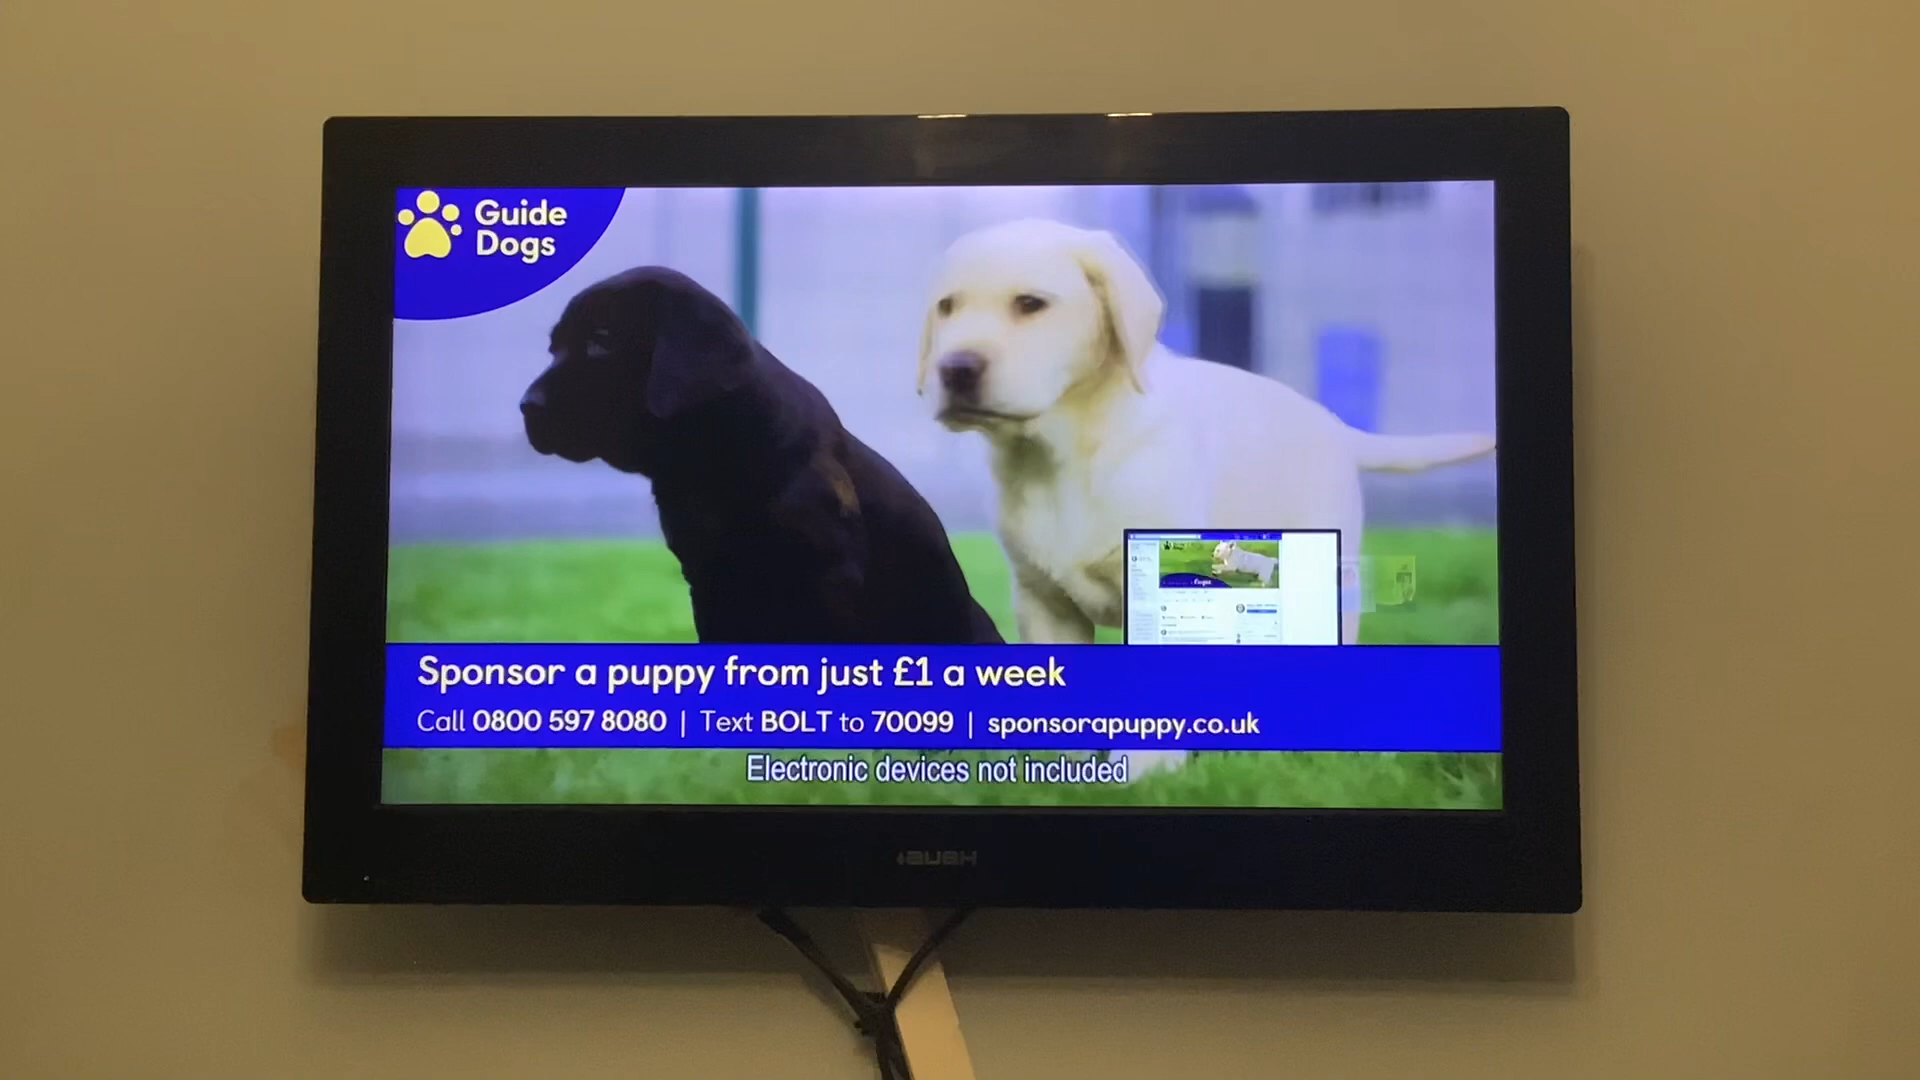 Guide
Dogs
Sponsor a puppy from just £1 a week
Call 0800 597 8080 | Text BOLT to 70099 | sponsorapuppy.co.uk
Electronic devices not included
BUSH